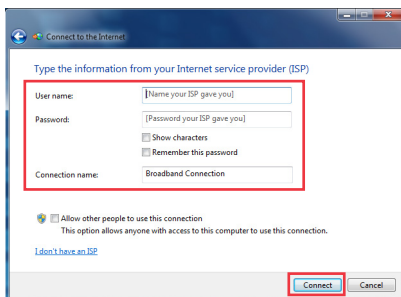 Connect to the Internet
Type the information from your Internet service provider (ISP)
User name: [Name your ISP gave you]
Password: [Password your ISP gave you]
Show characters
Remember this password
Connection name: Broadband Connection
Allow other people to use this connection
This option allows anyone with access to this computer to use this connection.
I don't have an ISP
Connect Cancel